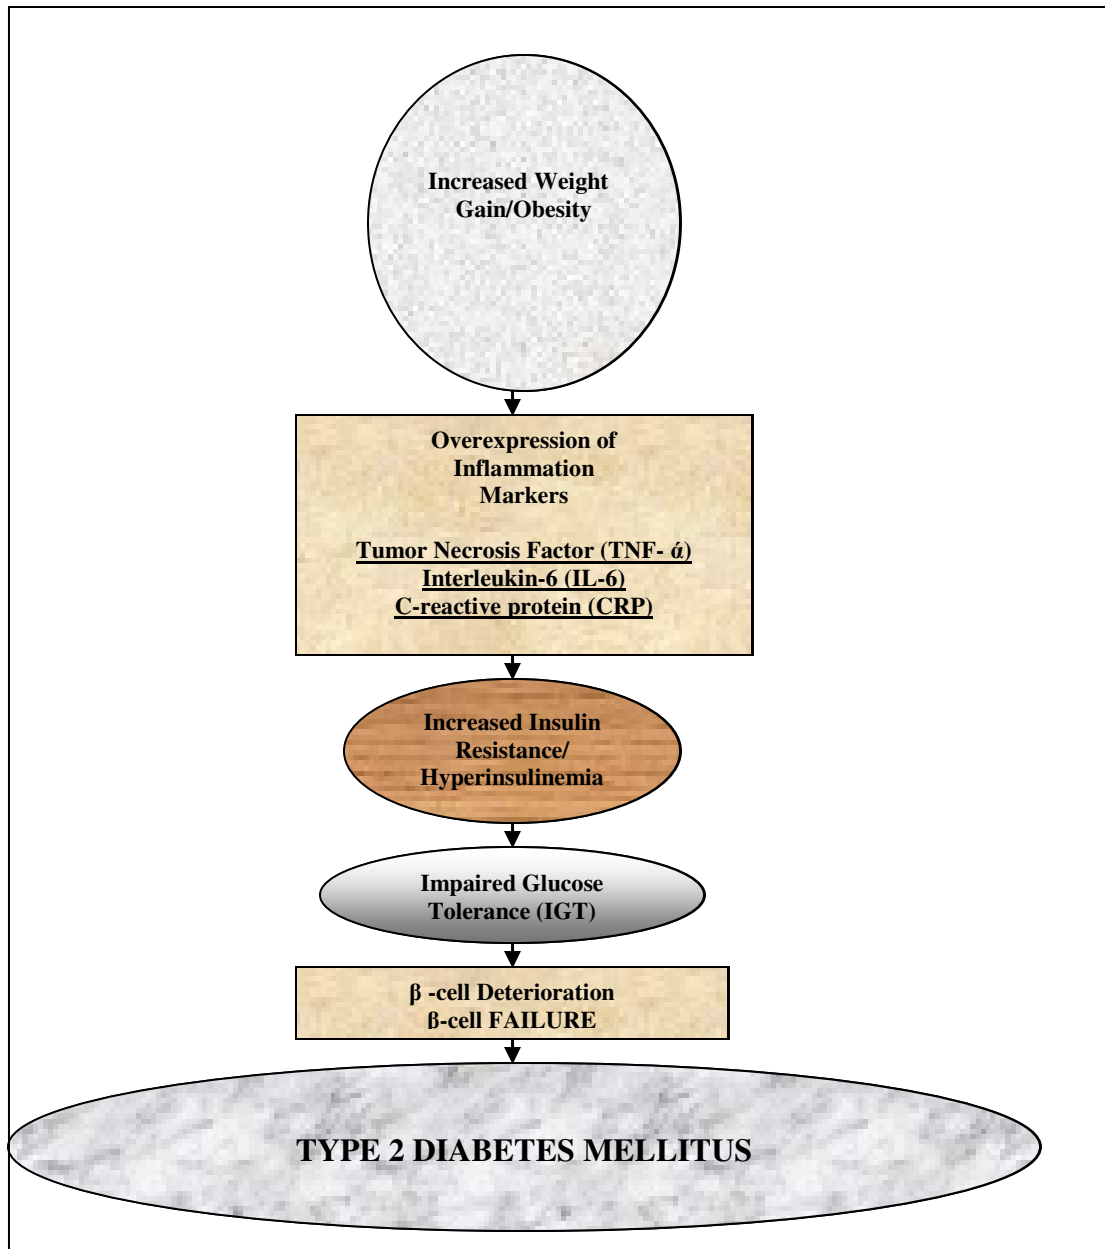 Increased Weight
Gain/Obesity
Overexpression of
Inflammation
Markers
Tumor Necrosis Factor (TNF- ά)
Interleukin-6 (IL-6)
C-reactive protein (CRP)
Increased Insulin
Resistance/
Hyperinsulinemia
Impaired Glucose
Tolerance (IGT)
β -cell Deterioration
β-cell FAILURE
TYPE 2 DIABETES MELLITUS